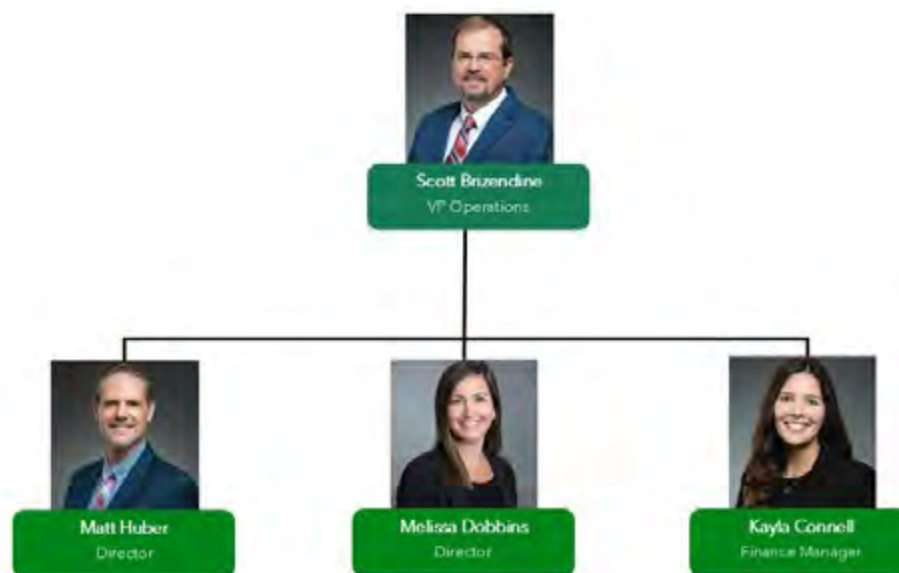 Scott Brizendine
VP Operations
Matt Huber
Director
Melissa Dobbins
Director
Kayla Connell
Finance Manager